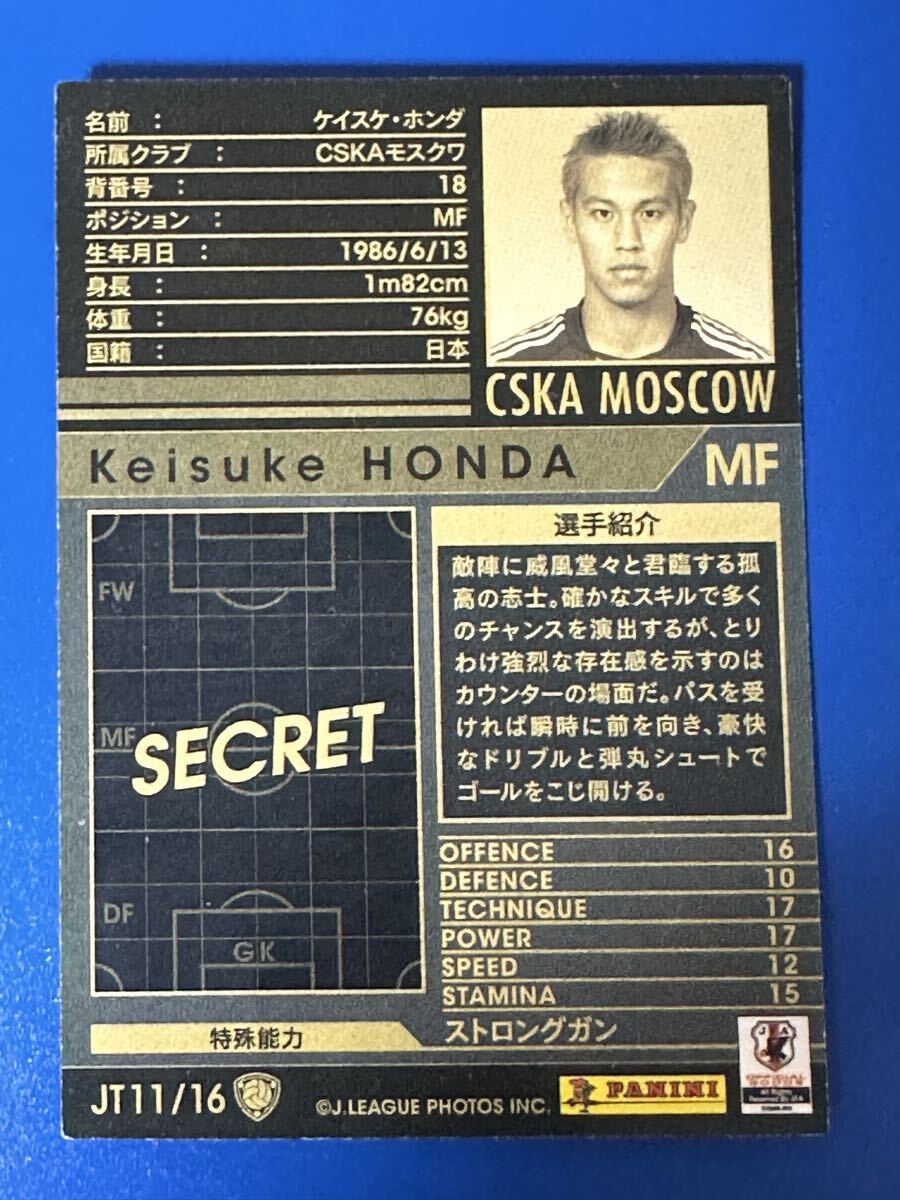 名前 : ケイスケ・ホンダ
所属クラブ : CSKAモスクワ
背番号 : 18
ポジション : MF
生年月日 : 1986/6/13
身長 : 1m82cm
体重 : 76kg
国籍 : 日本
CSKA MOSCOW
Keisuke HONDA MF
FW
MF
SECRET
DF
GK
選手紹介
敵陣に威風堂々と君臨する孤
高の志士。確かなスキルで多く
のチャンスを演出するが、とり
わけ強烈な存在感を示すのは
カウンターの場面だ。パスを受
ければ瞬時に前を向き、豪快
なドリブルと弾丸シュートで
ゴールをこじ開ける。
OFFENCE 16
DEFENCE 10
TECHNIQUE 17
POWER 17
SPEED 12
STAMINA 15
特殊能力 ストロングガン
JT11/16
©J.LEAGUE PHOTOS INC.
PANINI
JFA